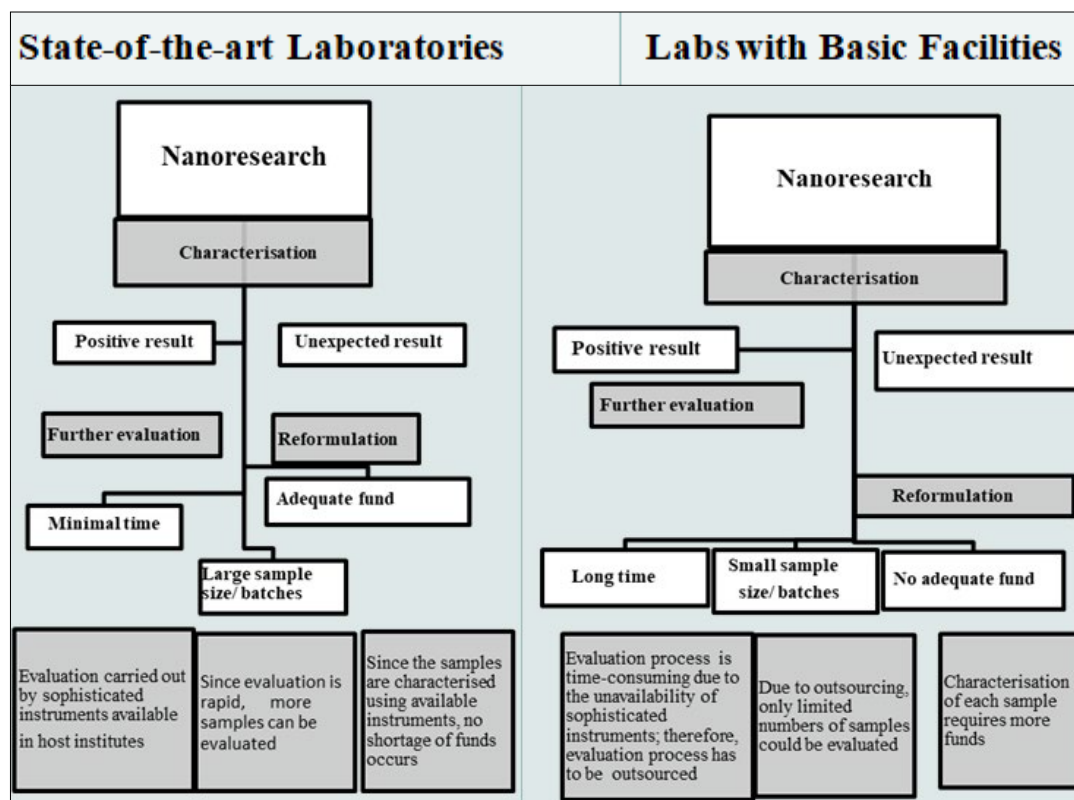 State-of-the-art Laboratories
Labs with Basic Facilities
Nanoresearch
Characterisation
Positive result
Unexpected result
Further evaluation
Reformulation
Adequate fund
Minimal time
Large sample
size/ batches
Evaluation carried out
by sophisticated
instruments available
in host institutes
Since evaluation is
rapid, more
samples can be
evaluated
Since the samples
are characterised
using available
instruments, no
shortage of funds
occurs
Nanoresearch
Characterisation
Positive result
Unexpected result
Further evaluation
Reformulation
Long time
Small sample
size/ batches
No adequate fund
Evaluation process is
time-consuming due to
the unavailability of
sophisticated
instruments; therefore,
evaluation process has
to be outsourced
Due to outsourcing,
only limited
numbers of samples
could be evaluated
Characterisation
of each sample
requires more
funds